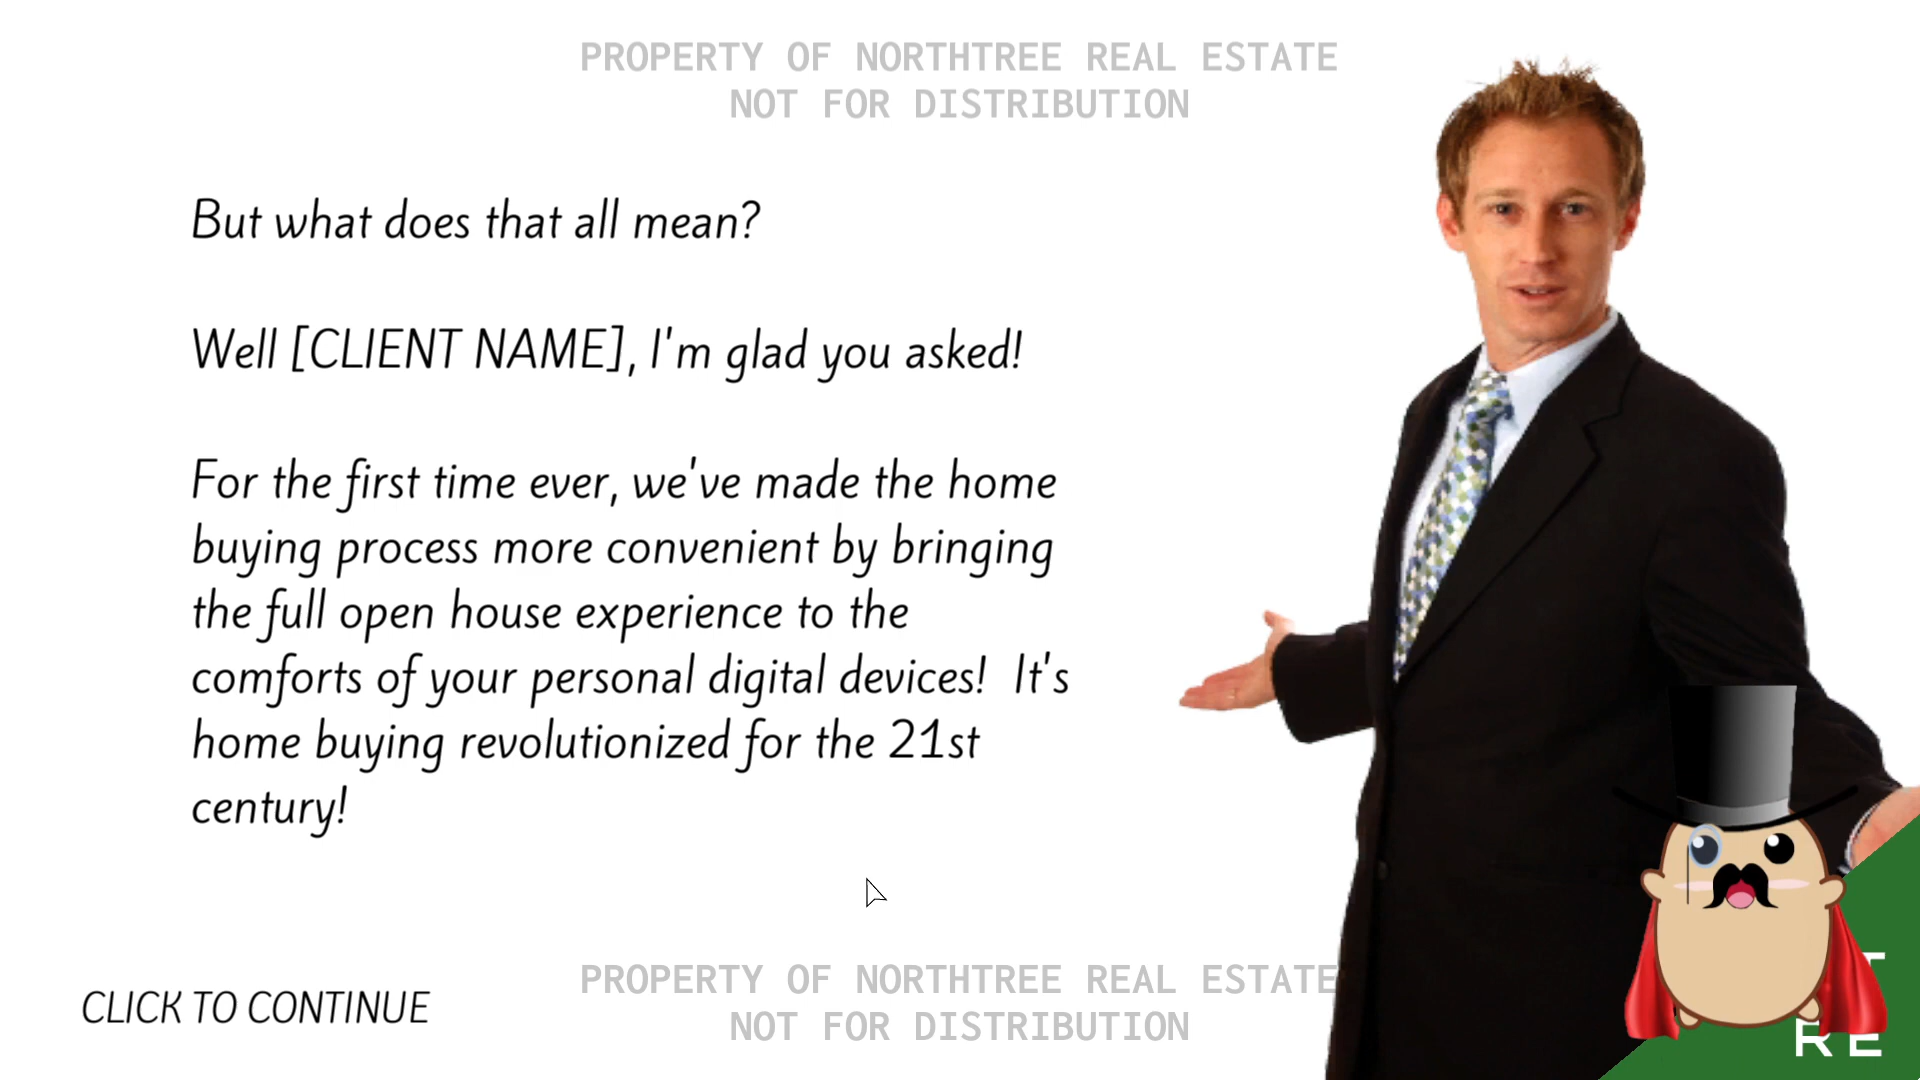 PROPERTY OF NORTHTREE REAL ESTATE
NOT FOR DISTRIBUTION
But what does that all mean?
Well [CLIENT NAME], I'm glad you asked!
For the first time ever, we've made the home
buying process more convenient by bringing
the full open house experience to the
comforts of your personal digital devices!  It's
home buying revolutionized for the 21st
century!
CLICK TO CONTINUE
PROPERTY OF NORTHTREE REAL ESTATE
NOT FOR DISTRIBUTION
RE